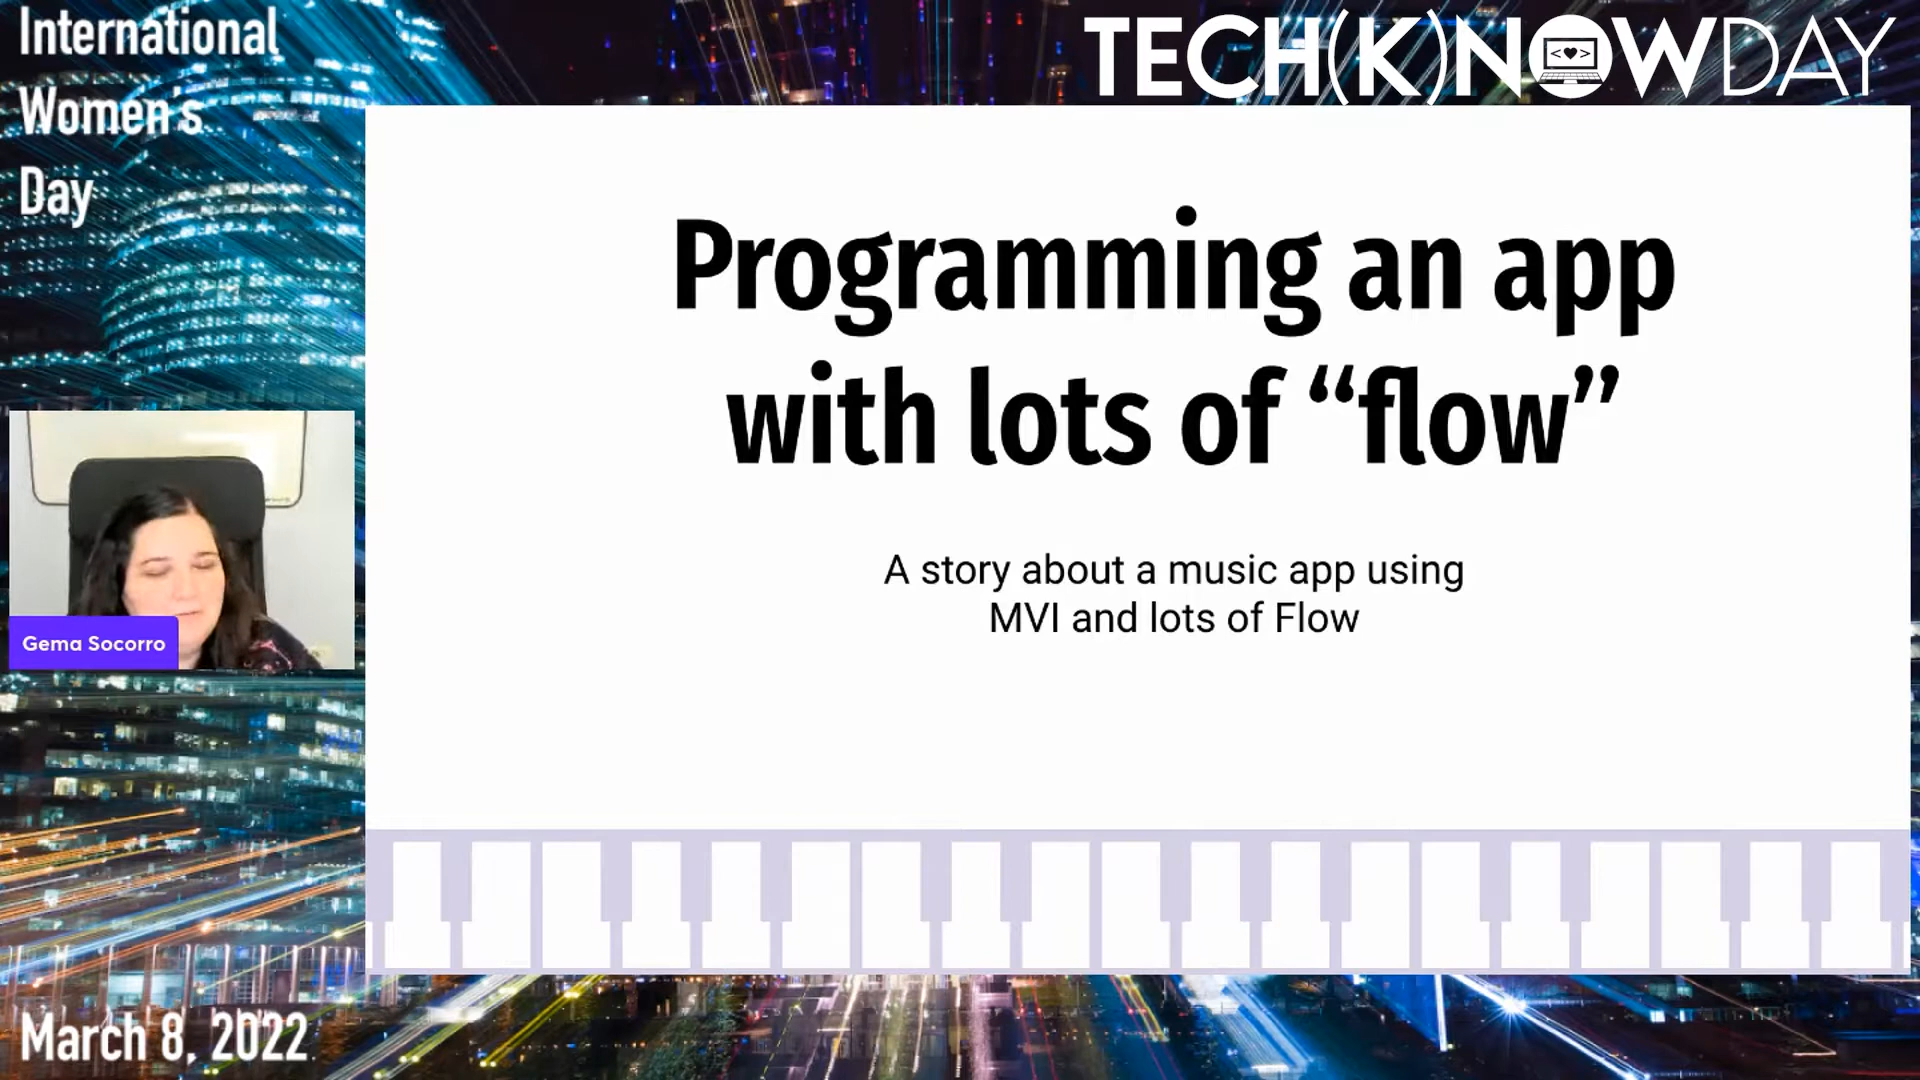 International
Women's
Day
TECH(K)NOWDAY
Programming an app
with lots of “flow”
A story about a music app using
MVI and lots of Flow
Gema Socorro
March 8, 2022